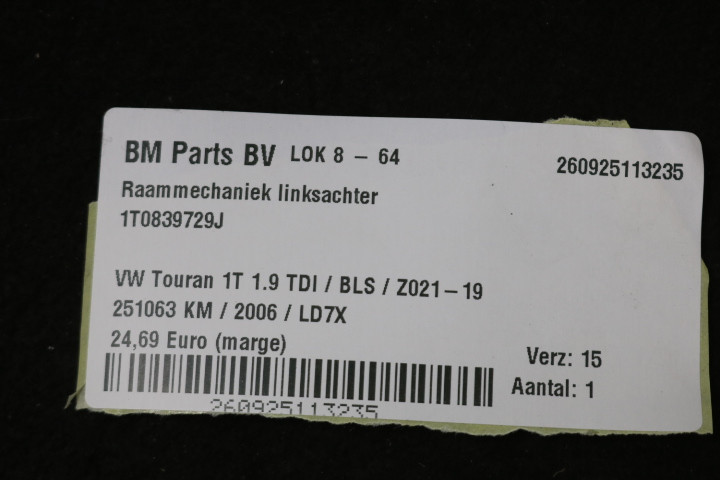 BM Parts BV LOK 8 - 64
260925113235
Raammechaniek linksachter
1T0839729J
VW Touran 1T 1.9 TDI / BLS / Z021-19
251063 KM / 2006 / LD7X
24,69 Euro (marge)
Verz: 15
Aantal: 1
260925113235